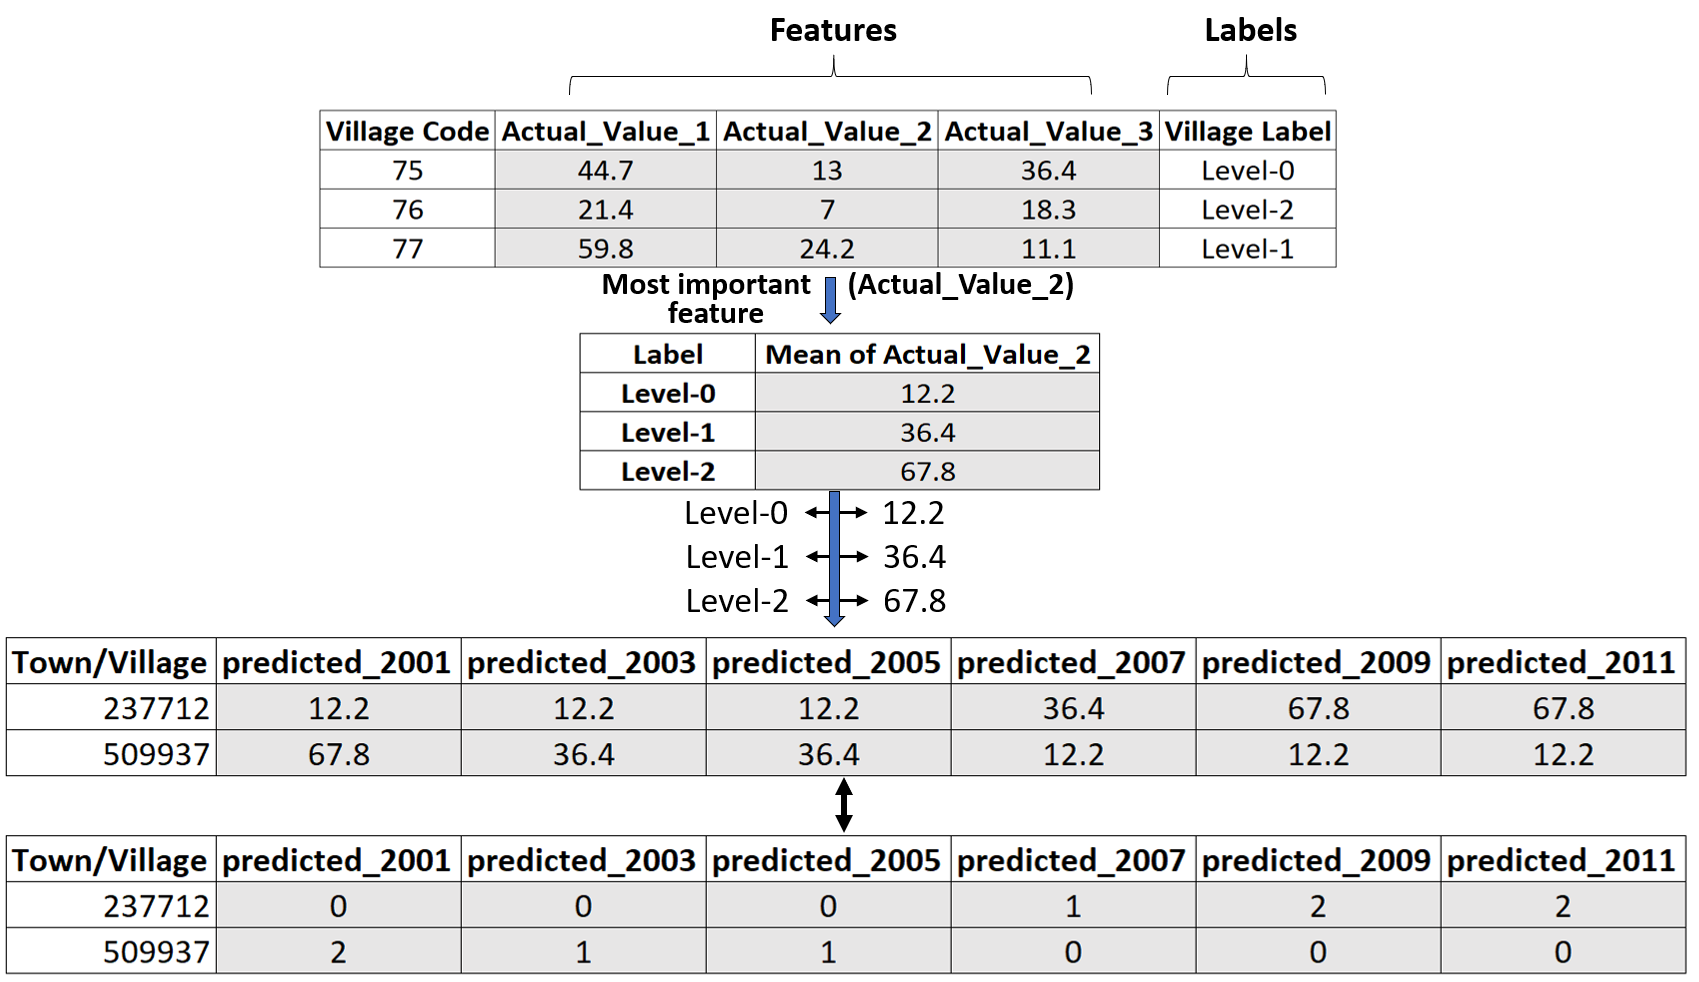 Features Labels
Village Code Actual_Value_1 Actual_Value_2 Actual_Value_3 Village Label
75 44.7 13 36.4 Level-0
76 21.4 7 18.3 Level-2
77 59.8 24.2 11.1 Level-1
Most important (Actual_Value_2)
feature
Label Mean of Actual_Value_2
Level-0 12.2
Level-1 36.4
Level-2 67.8
Level-0 12.2
Level-1 36.4
Level-2 67.8
Town/Village predicted_2001 predicted_2003 predicted_2005 predicted_2007 predicted_2009 predicted_2011
237712 12.2 12.2 12.2 36.4 67.8 67.8
509937 67.8 36.4 36.4 12.2 12.2 12.2
Town/Village predicted_2001 predicted_2003 predicted_2005 predicted_2007 predicted_2009 predicted_2011
237712 0 0 0 1 2 2
509937 2 1 1 0 0 0